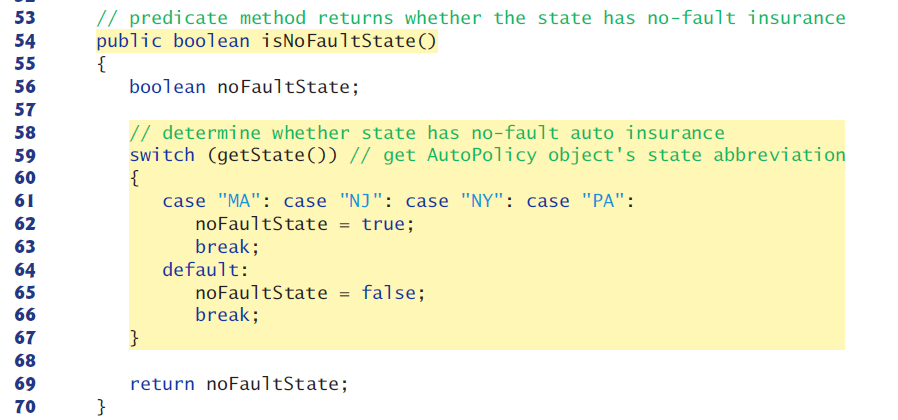 53 // predicate method returns whether the state has no-fault insurance
54 public boolean isNoFaultState()
55 {
56 boolean noFaultState;
57
58 // determine whether state has no-fault auto insurance
59 switch (getState()) // get AutoPolicy object's state abbreviation
60 {
61 case "MA": case "NJ": case "NY": case "PA":
62 noFaultState = true;
63 break;
64 default:
65 noFaultState = false;
66 break;
67 }
68
69 return noFaultState;
70 }